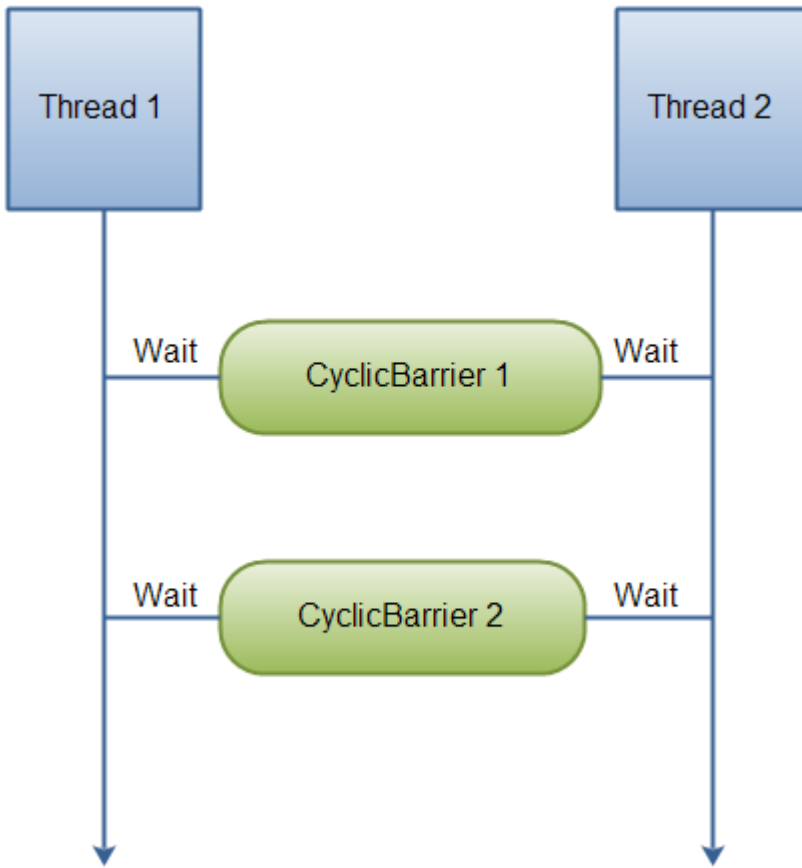 Thread 1
Thread 2
Wait
CyclicBarrier 1
Wait
Wait
CyclicBarrier 2
Wait